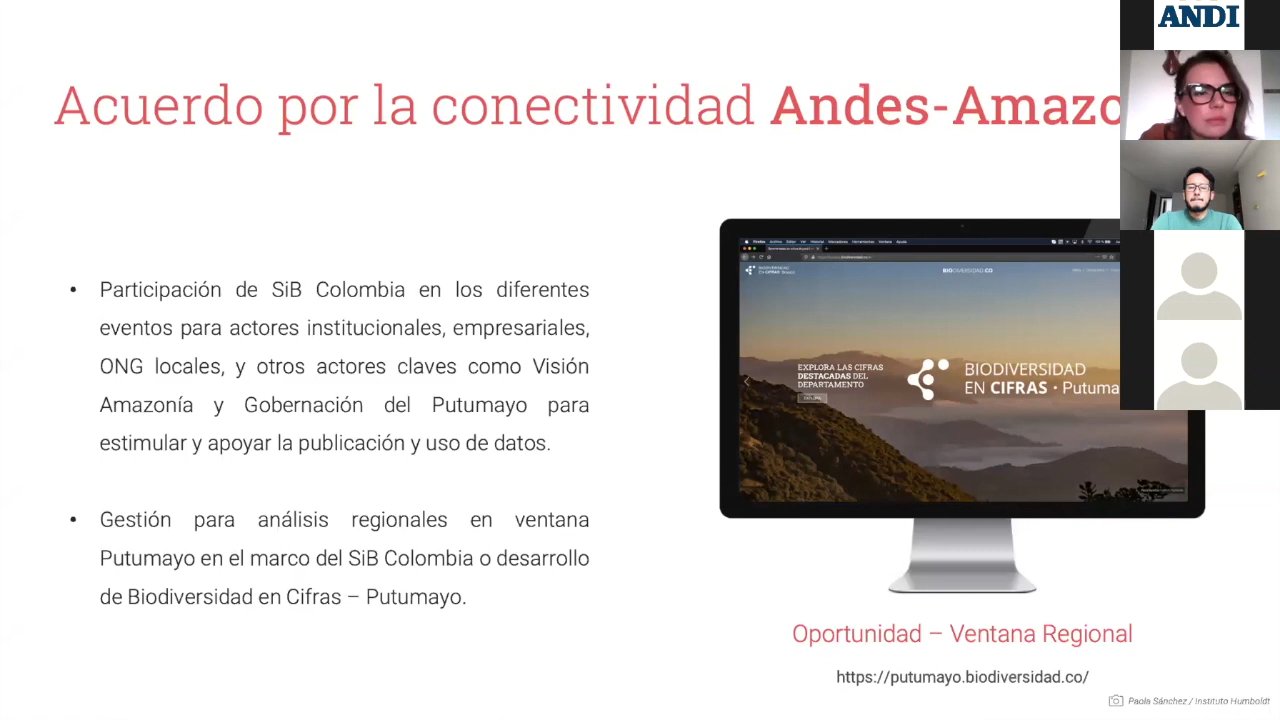 ANDI
Acuerdo por la conectividad Andes-Amazo
• Participación de SiB Colombia en los diferentes
eventos para actores institucionales, empresariales,
ONG locales, y otros actores claves como Visión
Amazonía y Gobernación del Putumayo para
estimular y apoyar la publicación y uso de datos.
• Gestión para análisis regionales en ventana
Putumayo en el marco del SiB Colombia o desarrollo
de Biodiversidad en Cifras – Putumayo.
BIODIVERSIDAD.CO
EXPLORA LAS CIFRAS
DESTACADAS DEL
DEPARTAMENTO
EXPLORA
BIODIVERSIDAD
EN CIFRAS · Putuma
Oportunidad – Ventana Regional
https://putumayo.biodiversidad.co/
Paola Sánchez / Instituto Humboldt